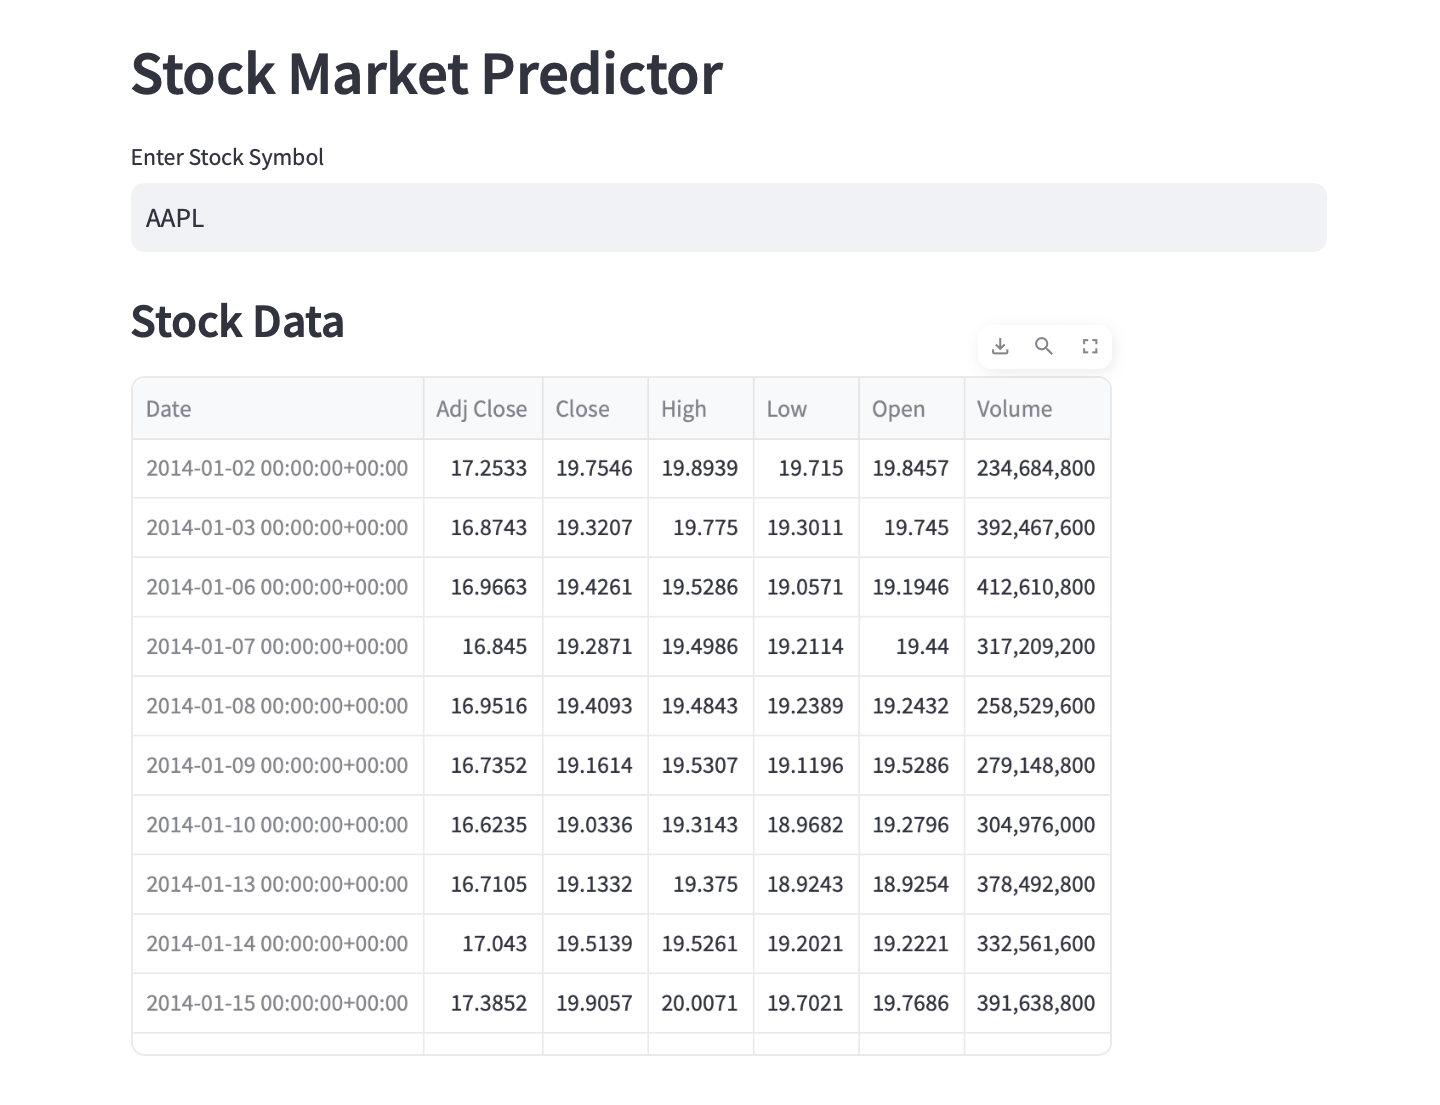 Stock Market Predictor
Enter Stock Symbol
AAPL
Stock Data
Date Adj Close Close High Low Open Volume
2014-01-02 00:00:00+00:00 17.2533 19.7546 19.8939 19.715 19.8457 234,684,800
2014-01-03 00:00:00+00:00 16.8743 19.3207 19.775 19.3011 19.745 392,467,600
2014-01-06 00:00:00+00:00 16.9663 19.4261 19.5286 19.0571 19.1946 412,610,800
2014-01-07 00:00:00+00:00 16.845 19.2871 19.4986 19.2114 19.44 317,209,200
2014-01-08 00:00:00+00:00 16.9516 19.4093 19.4843 19.2389 19.2432 258,529,600
2014-01-09 00:00:00+00:00 16.7352 19.1614 19.5307 19.1196 19.5286 279,148,800
2014-01-10 00:00:00+00:00 16.6235 19.0336 19.3143 18.9682 19.2796 304,976,000
2014-01-13 00:00:00+00:00 16.7105 19.1332 19.375 18.9243 18.9254 378,492,800
2014-01-14 00:00:00+00:00 17.043 19.5139 19.5261 19.2021 19.2221 332,561,600
2014-01-15 00:00:00+00:00 17.3852 19.9057 20.0071 19.7021 19.7686 391,638,800